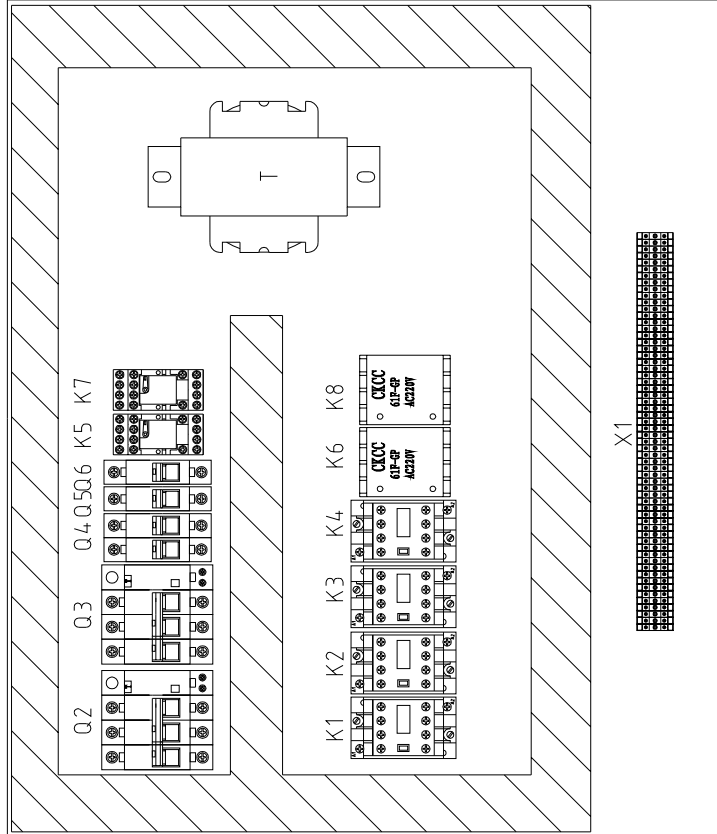 T
K7
K5
Q6
Q5
Q4
Q3
Q2
K8
CKCC
61F-GP
AC220V
K6
CKCC
61F-GP
AC220V
K4
K3
K2
K1
X1